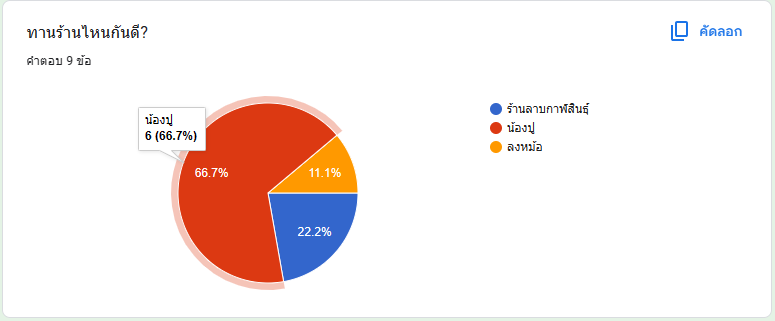 ทานร้านไหนกันดี?
คัดลอก
คำตอบ 9 ข้อ
น้องปู
6 (66.7%)
66.7%
11.1%
22.2%
ร้านลาบกาฬสินธุ์
น้องปู
ลงหม้อ